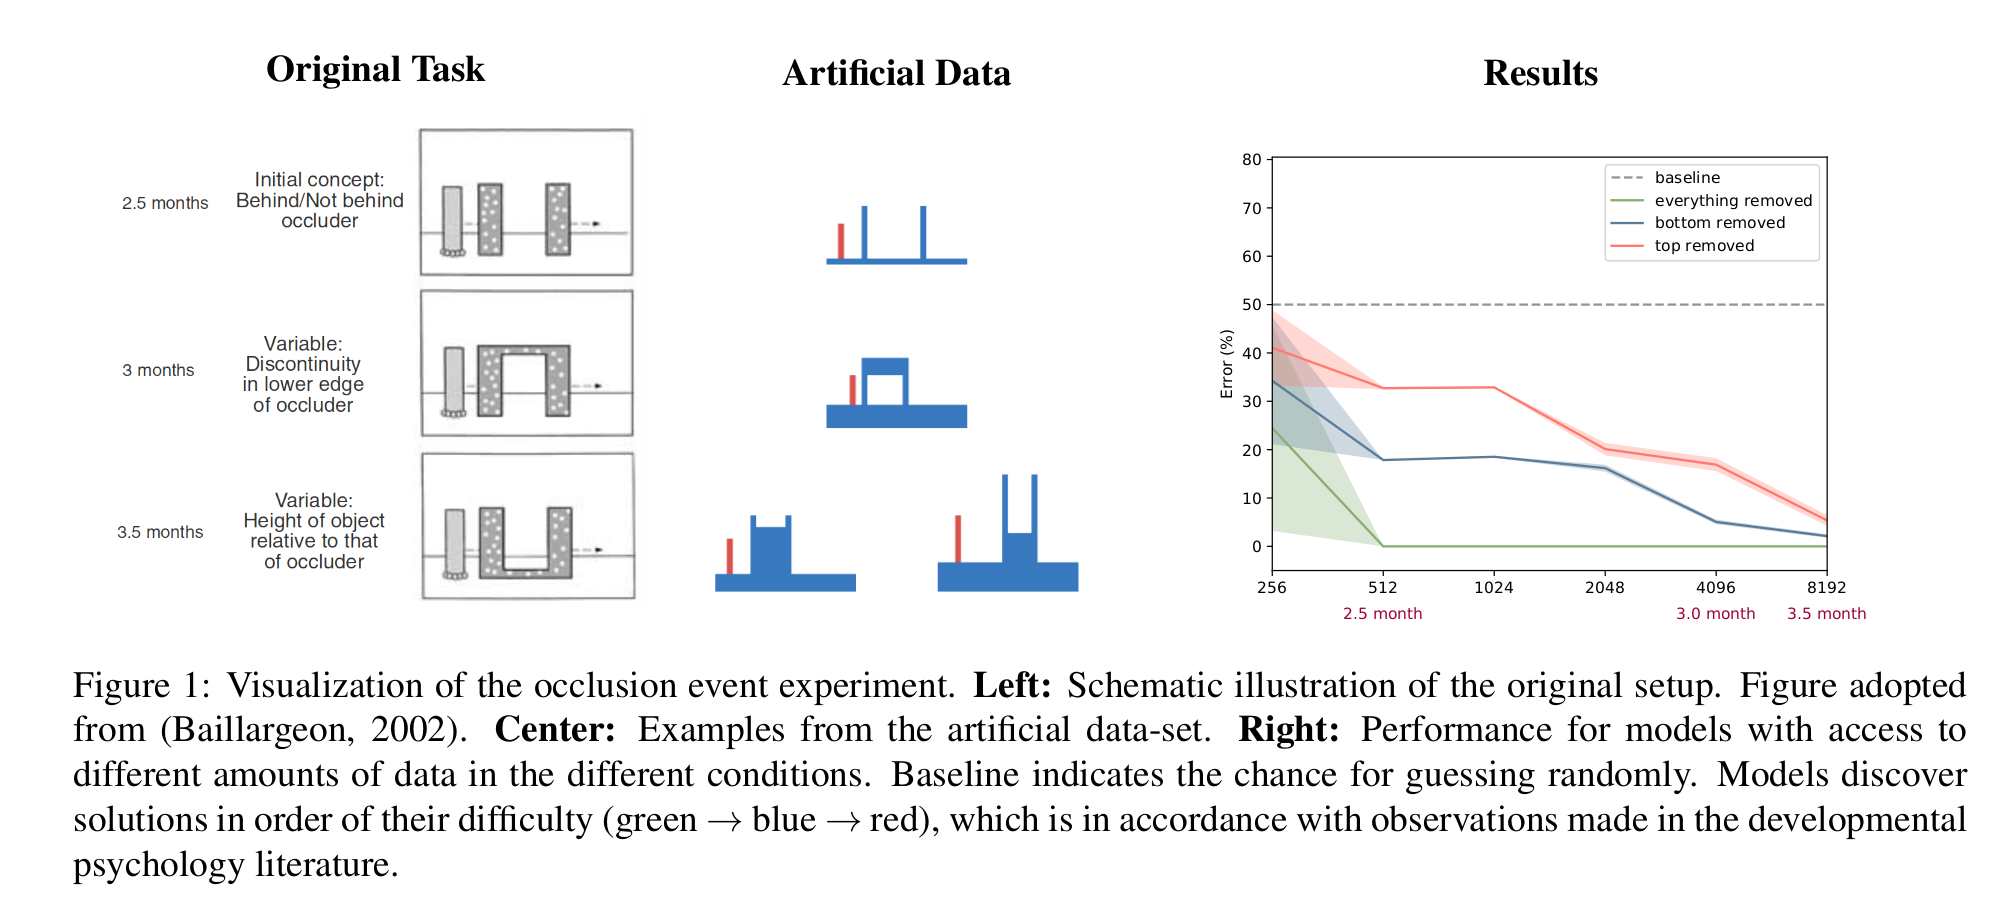 Original Task
Artificial Data
Results
2.5 months
Initial concept:
Behind/Not behind
occluder
3 months
Variable:
Discontinuity
in lower edge
of occluder
3.5 months
Variable:
Height of object
relative to that
of occluder
80
70
60
50
40
30
20
10
0
Error (%)
baseline
everything removed
bottom removed
top removed
256 512 1024 2048 4096 8192
2.5 month 3.0 month 3.5 month
Figure 1: Visualization of the occlusion event experiment. Left: Schematic illustration of the original setup. Figure adopted
from (Baillargeon, 2002). Center: Examples from the artificial data-set. Right: Performance for models with access to
different amounts of data in the different conditions. Baseline indicates the chance for guessing randomly. Models discover
solutions in order of their difficulty (green → blue → red), which is in accordance with observations made in the developmental
psychology literature.